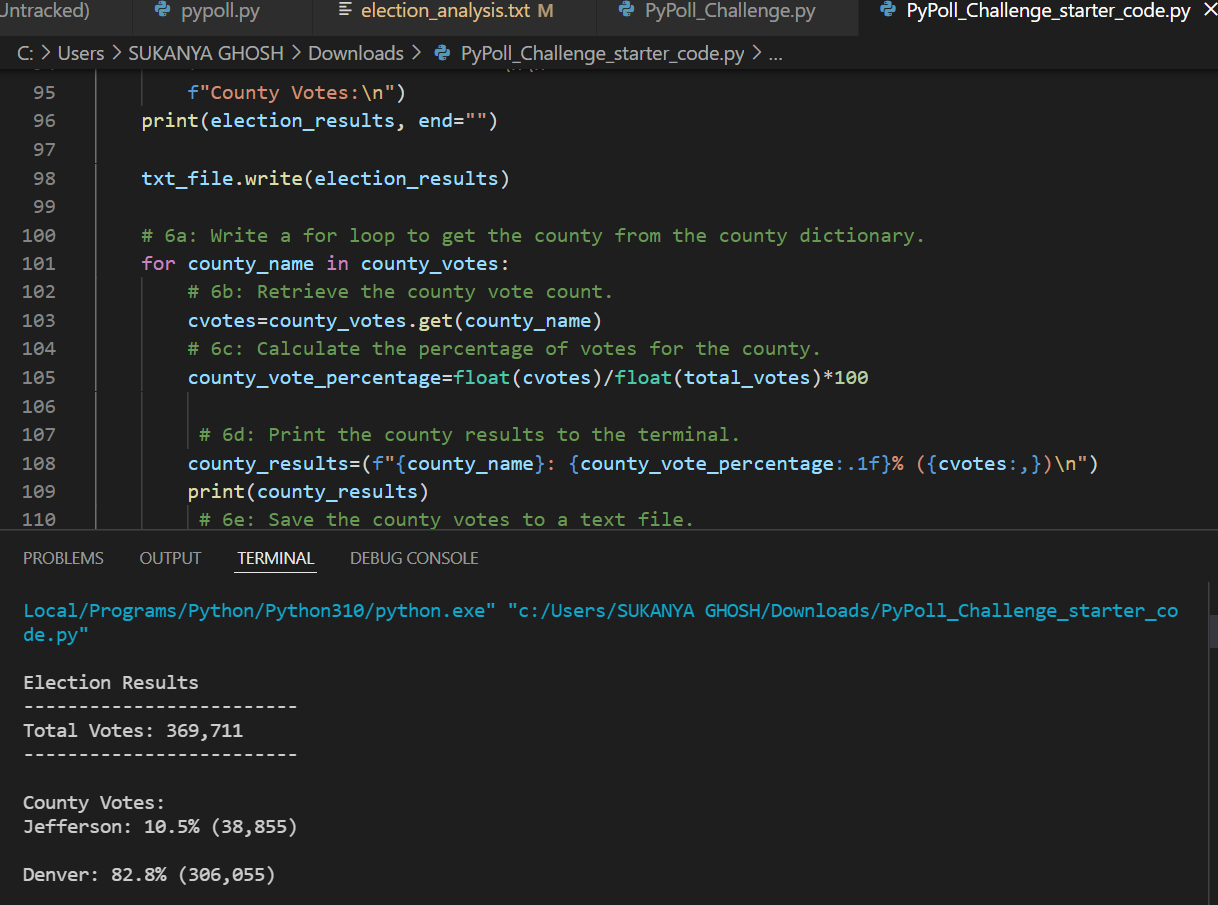 Untracked)
pypoll.py
election_analysis.txt M
PyPoll_Challenge.py
PyPoll_Challenge_starter_code.py
C: > Users > SUKANYA GHOSH > Downloads > PyPoll_Challenge_starter_code.py > ...
95 f"County Votes:\n")
96 print(election_results, end="")
97
98 txt_file.write(election_results)
99
100 # 6a: Write a for loop to get the county from the county dictionary.
101 for county_name in county_votes:
102 # 6b: Retrieve the county vote count.
103 cvotes=county_votes.get(county_name)
104 # 6c: Calculate the percentage of votes for the county.
105 county_vote_percentage=float(cvotes)/float(total_votes)*100
106
107 # 6d: Print the county results to the terminal.
108 county_results=(f"{county_name}: {county_vote_percentage:.1f}% ({cvotes:,})\n")
109 print(county_results)
110 # 6e: Save the county votes to a text file.
PROBLEMS OUTPUT TERMINAL DEBUG CONSOLE
Local/Programs/Python/Python310/python.exe" "c:/Users/SUKANYA GHOSH/Downloads/PyPoll_Challenge_starter_co
de.py"
Election Results
-------------------------
Total Votes: 369,711
-------------------------
County Votes:
Jefferson: 10.5% (38,855)
Denver: 82.8% (306,055)